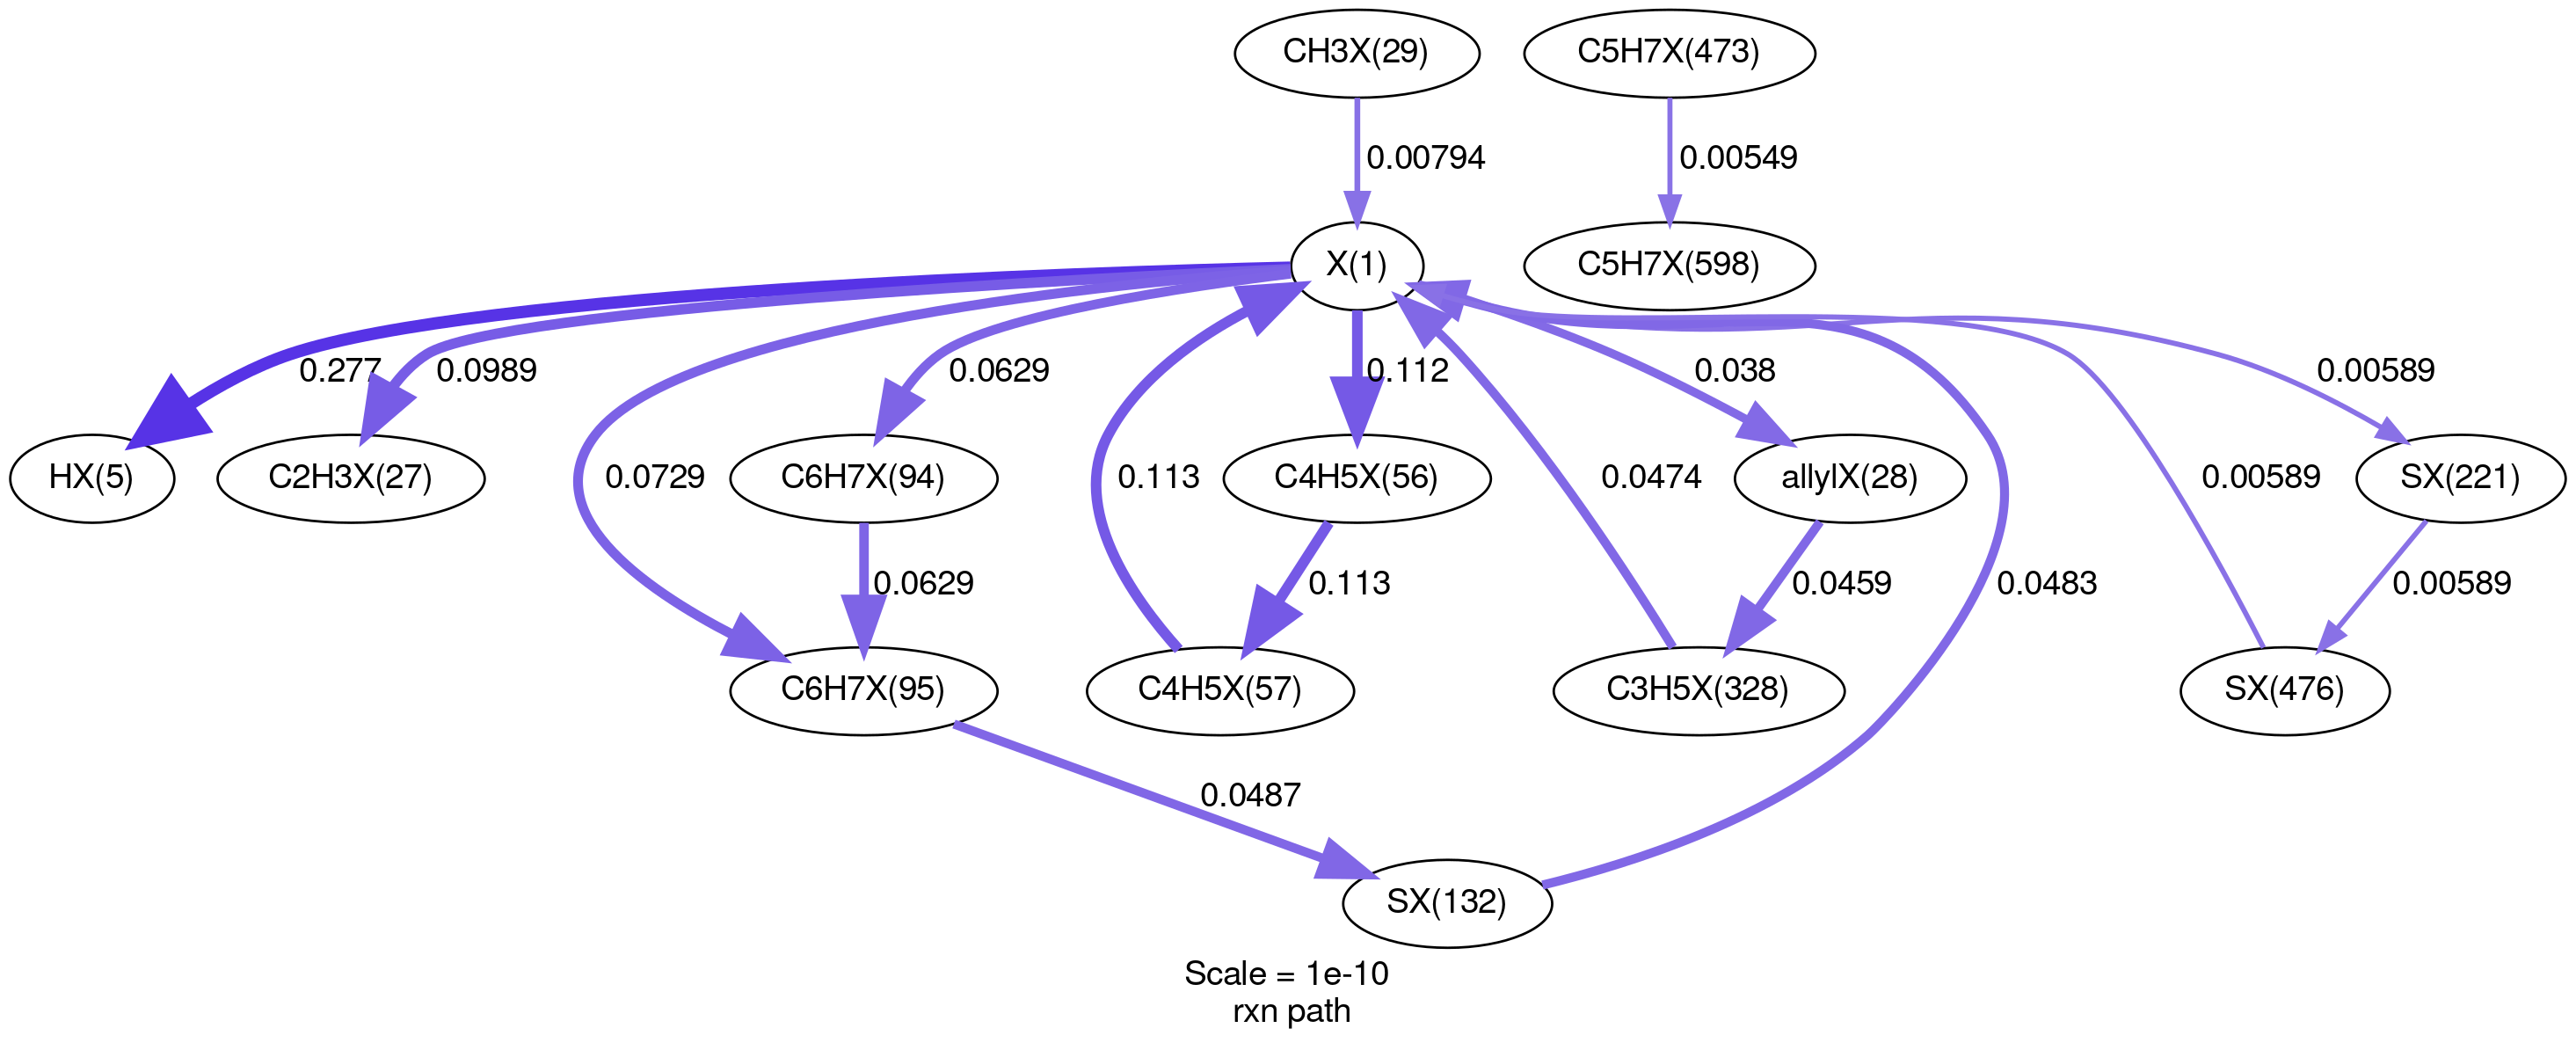 CH3X(29)
C5H7X(473)
0.00794
0.00549
X(1)
C5H7X(598)
0.277
0.0989
0.0629
0.112
0.038
0.00589
HX(5)
C2H3X(27)
0.0729
C6H7X(94)
0.113
C4H5X(56)
0.0474
allylX(28)
0.00589
SX(221)
0.0629
0.113
0.0459
0.0483
0.00589
C6H7X(95)
C4H5X(57)
C3H5X(328)
SX(476)
0.0487
SX(132)
Scale = 1e-10
rxn path